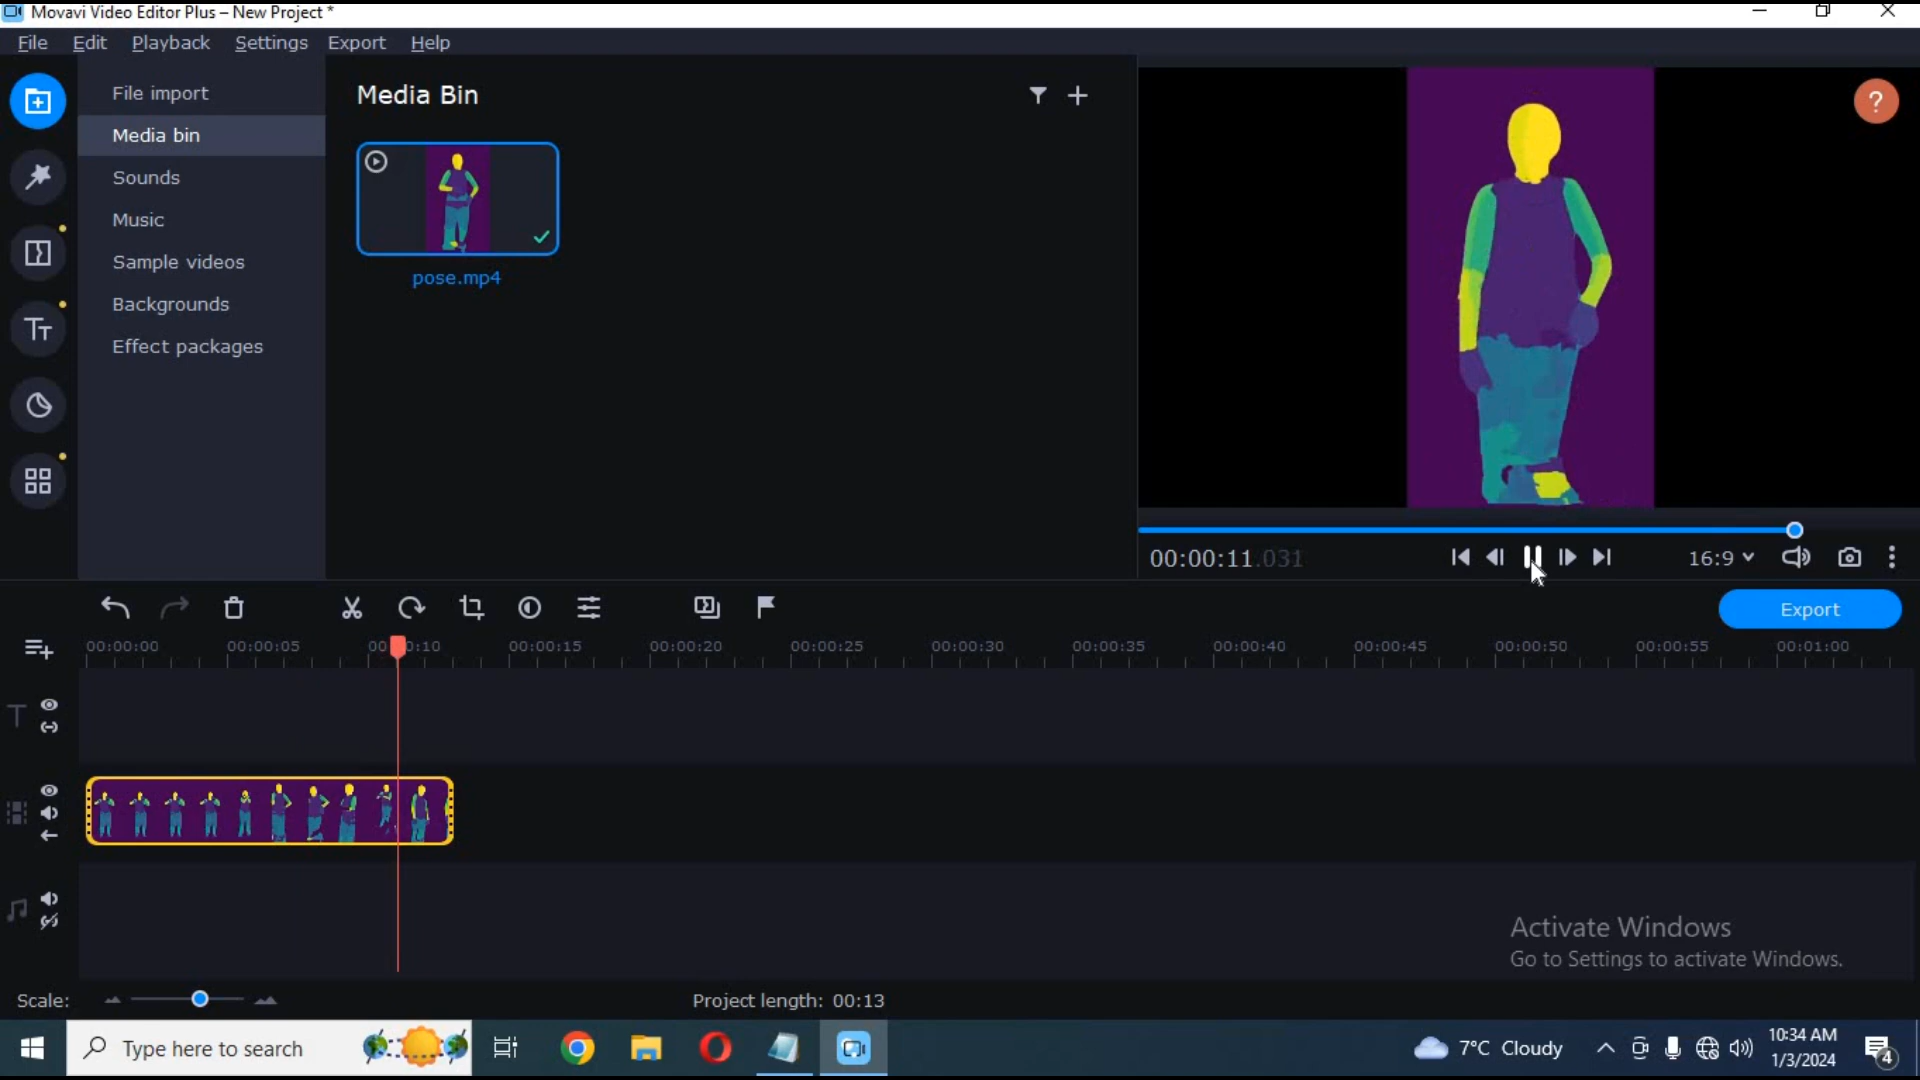 Movavi Video Editor Plus – New Project *
File Edit Playback Settings Export Help
File import
Media bin
Sounds
Music
Sample videos
Backgrounds
Effect packages
Media Bin
pose.mp4
?
00:00:11.031
16:9
Export
00:00:00 00:00:05 00:00:10 00:00:15 00:00:20 00:00:25 00:00:30 00:00:35 00:00:40 00:00:45 00:00:50 00:00:55 00:01:00
Activate Windows
Go to Settings to activate Windows.
Scale:
Project length: 00:13
Type here to search
7°C Cloudy
10:34 AM
1/3/2024
4